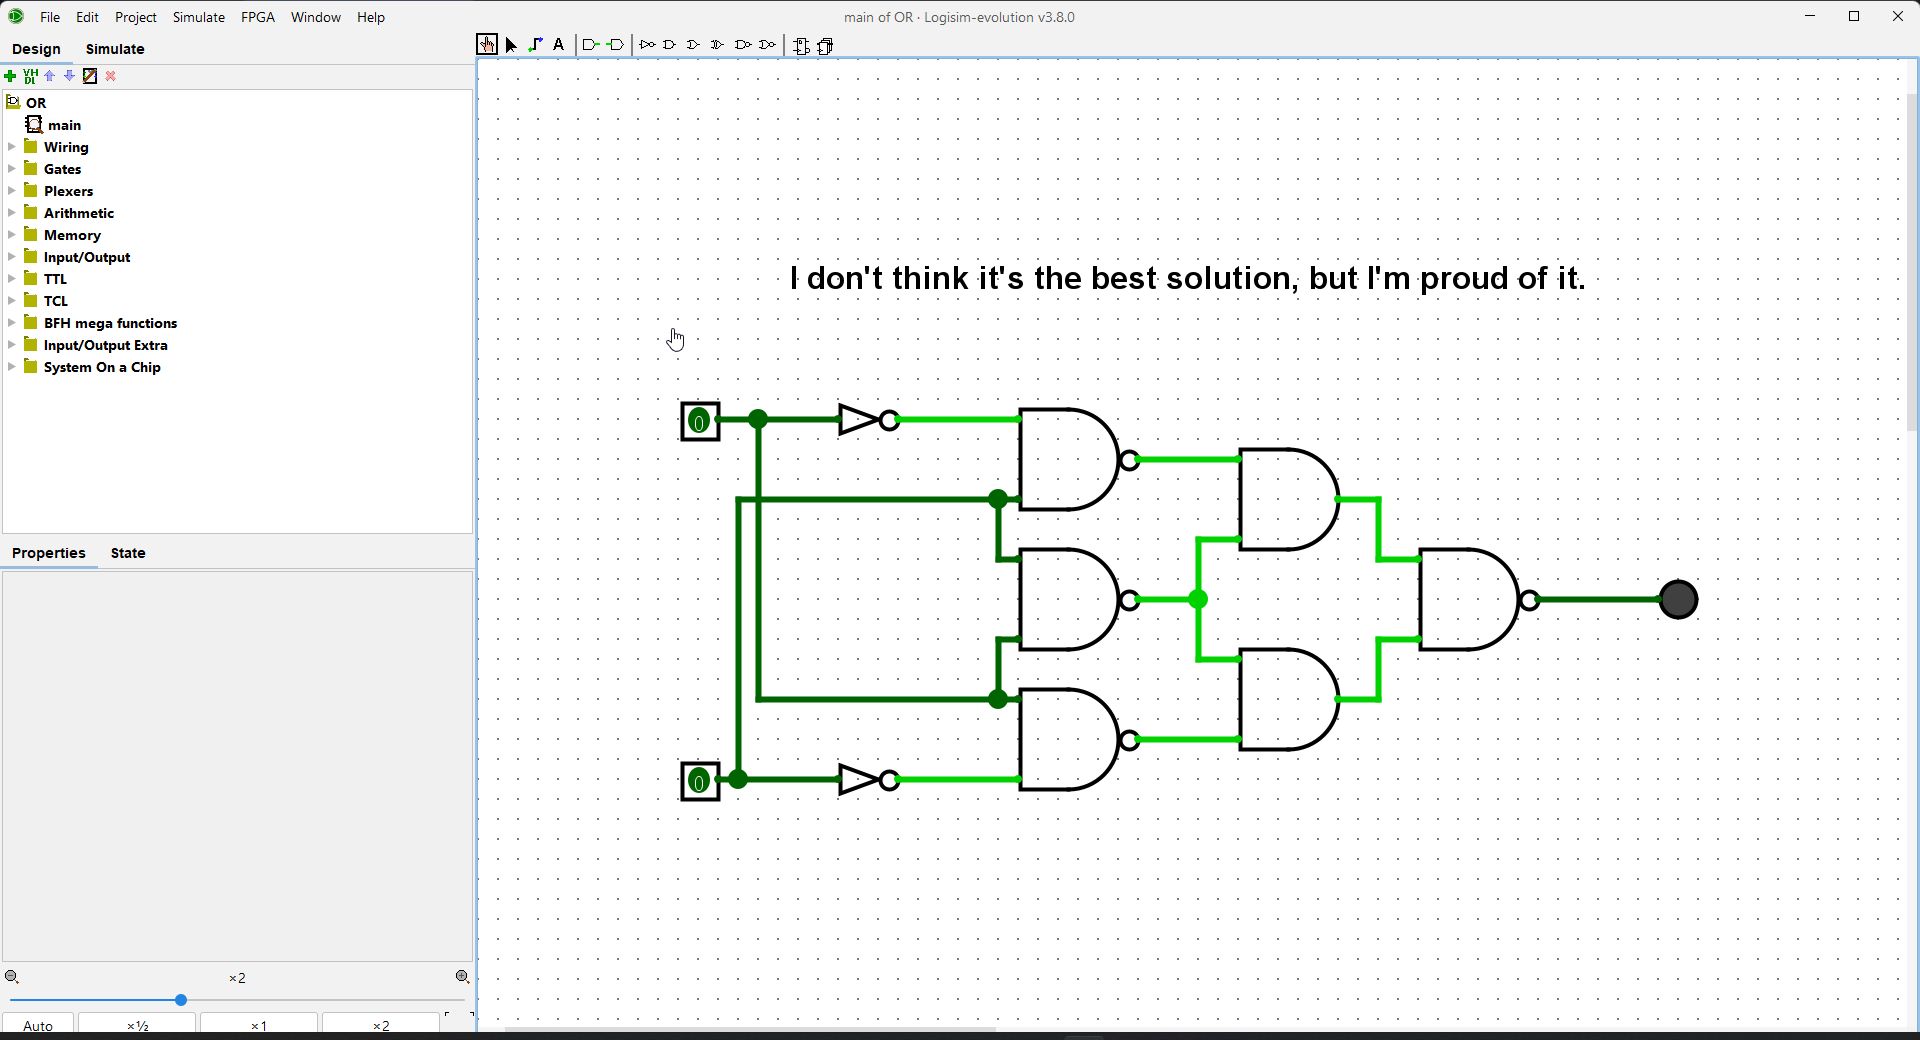 File Edit Project Simulate FPGA Window Help
main of OR · Logisim-evolution v3.8.0
Design Simulate
A
VH
DL
OR
main
Wiring
Gates
Plexers
Arithmetic
Memory
Input/Output
TTL
TCL
BFH mega functions
Input/Output Extra
System On a Chip
I don't think it's the best solution, but I'm proud of it.
0
0
Properties State
×2
Auto ×½ ×1 ×2